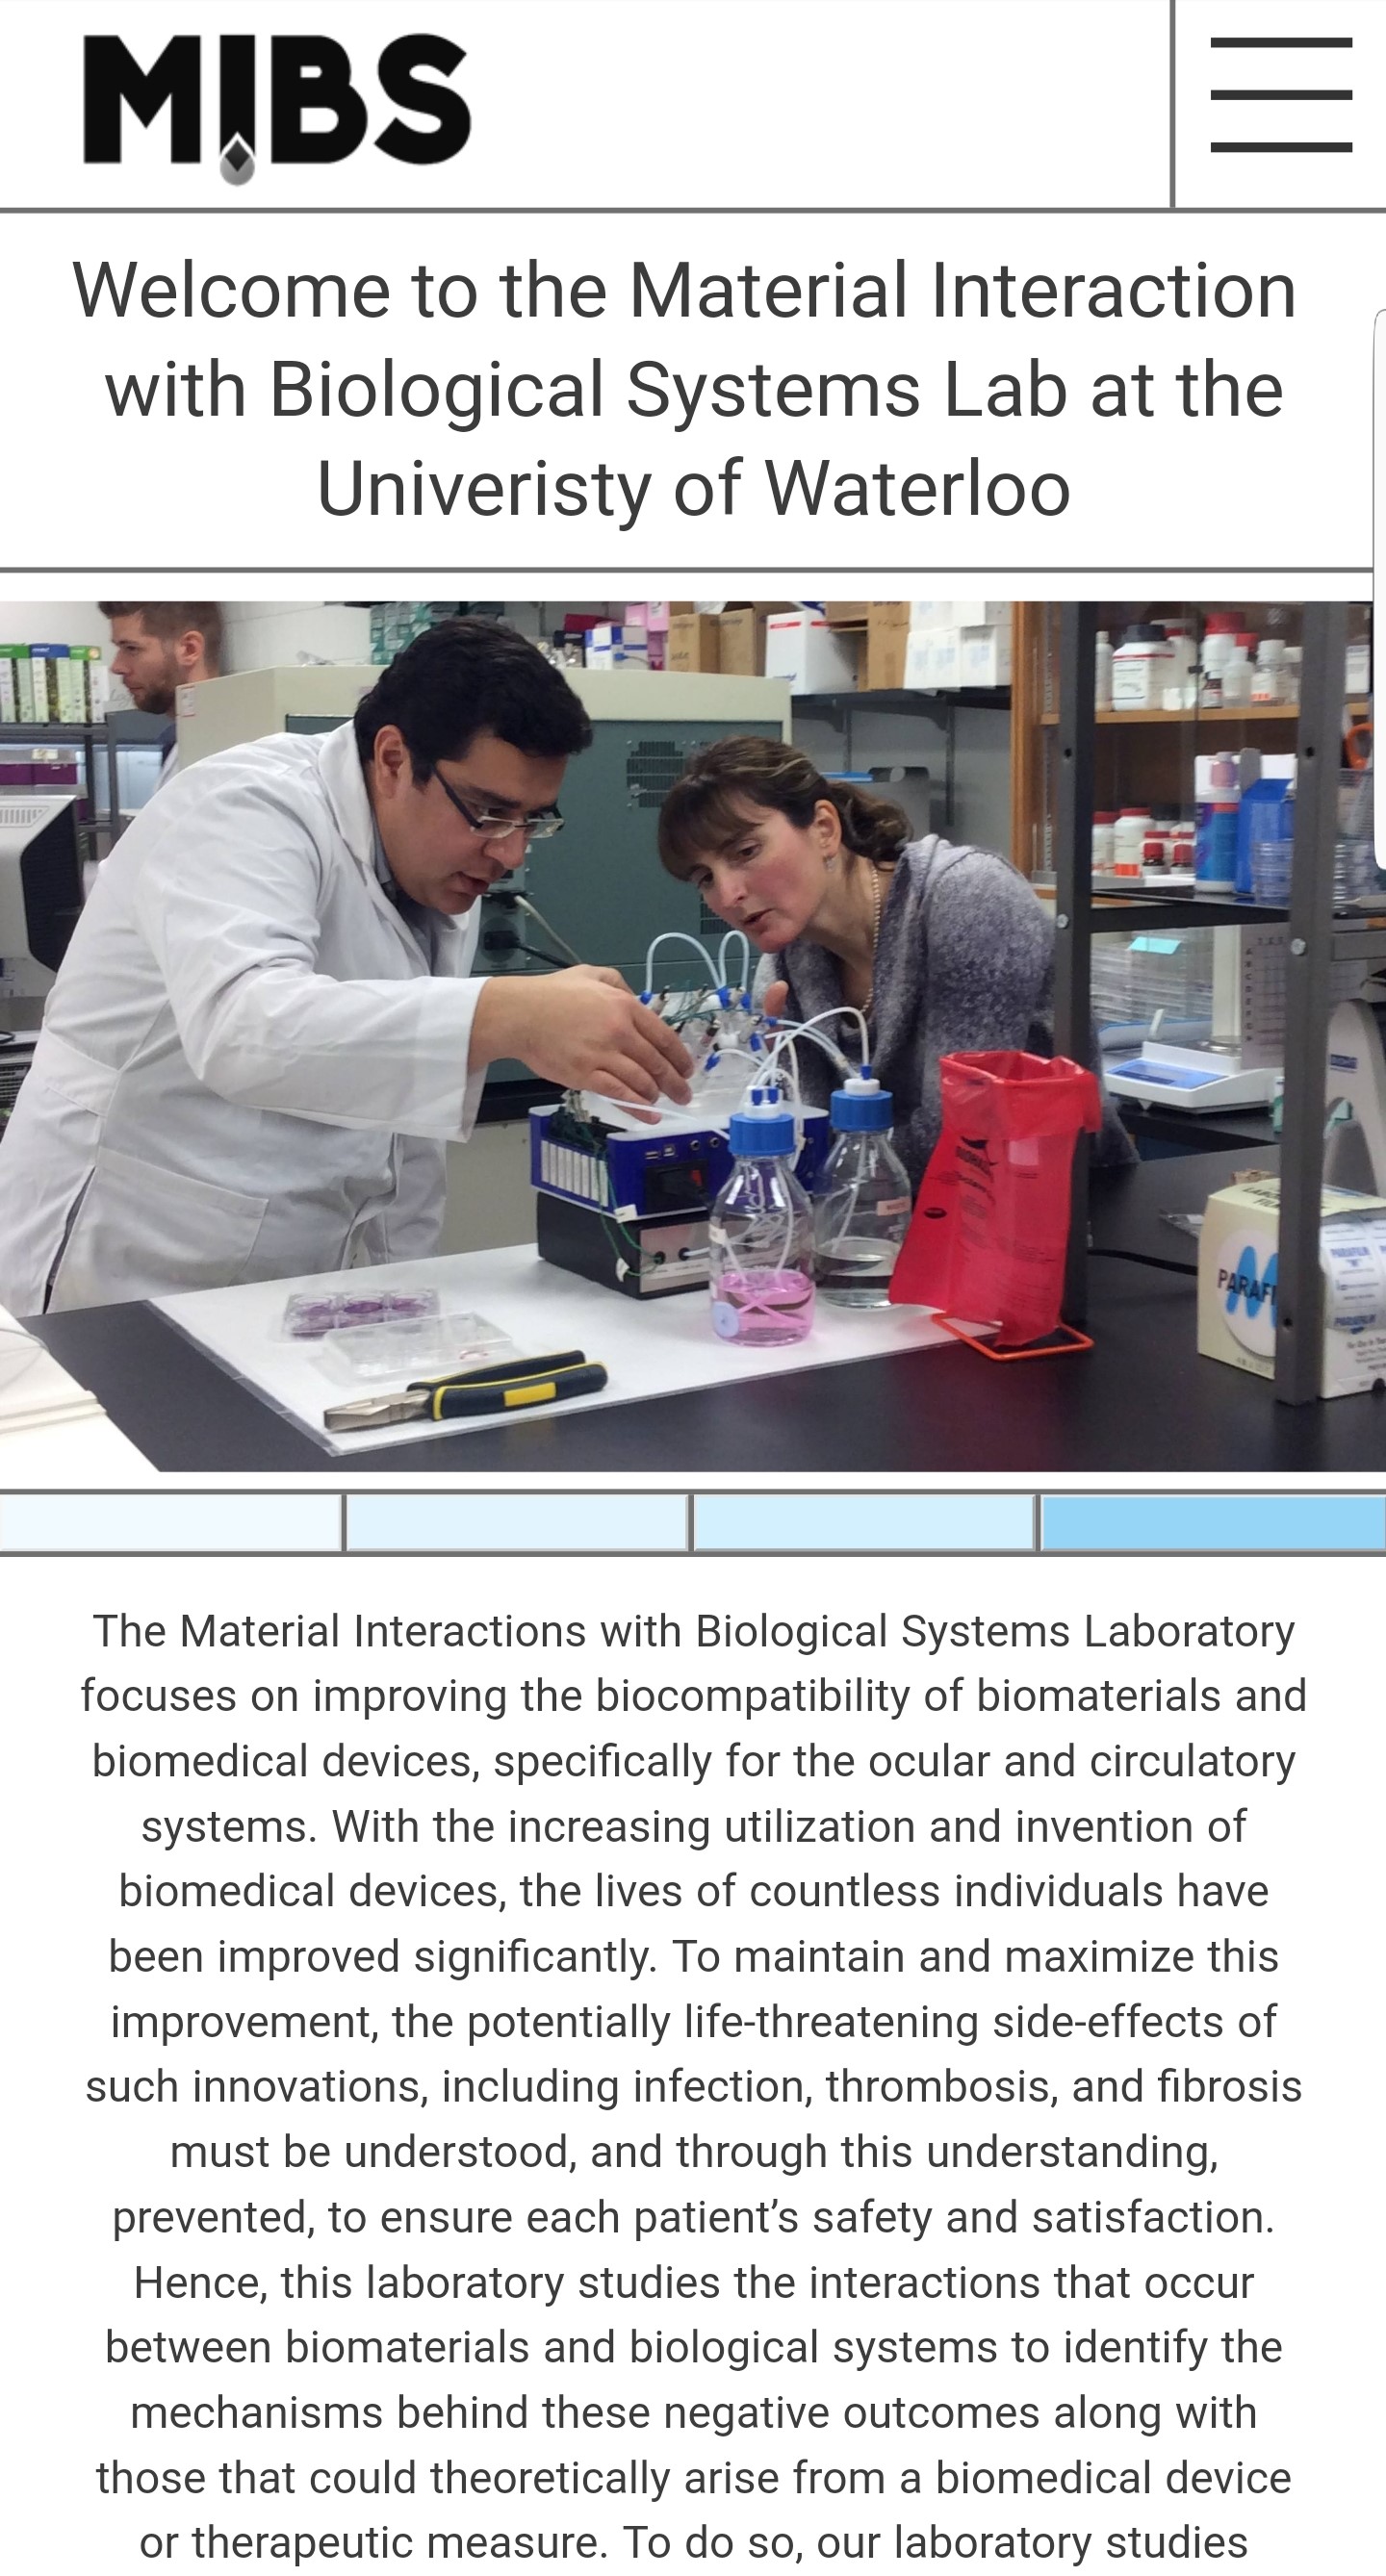 MIBS
Welcome to the Material Interaction
with Biological Systems Lab at the
Univeristy of Waterloo
BIOHAZ
PARAFI
PARAFILM
The Material Interactions with Biological Systems Laboratory
focuses on improving the biocompatibility of biomaterials and
biomedical devices, specifically for the ocular and circulatory
systems. With the increasing utilization and invention of
biomedical devices, the lives of countless individuals have
been improved significantly. To maintain and maximize this
improvement, the potentially life-threatening side-effects of
such innovations, including infection, thrombosis, and fibrosis
must be understood, and through this understanding,
prevented, to ensure each patient’s safety and satisfaction.
Hence, this laboratory studies the interactions that occur
between biomaterials and biological systems to identify the
mechanisms behind these negative outcomes along with
those that could theoretically arise from a biomedical device
or therapeutic measure. To do so, our laboratory studies